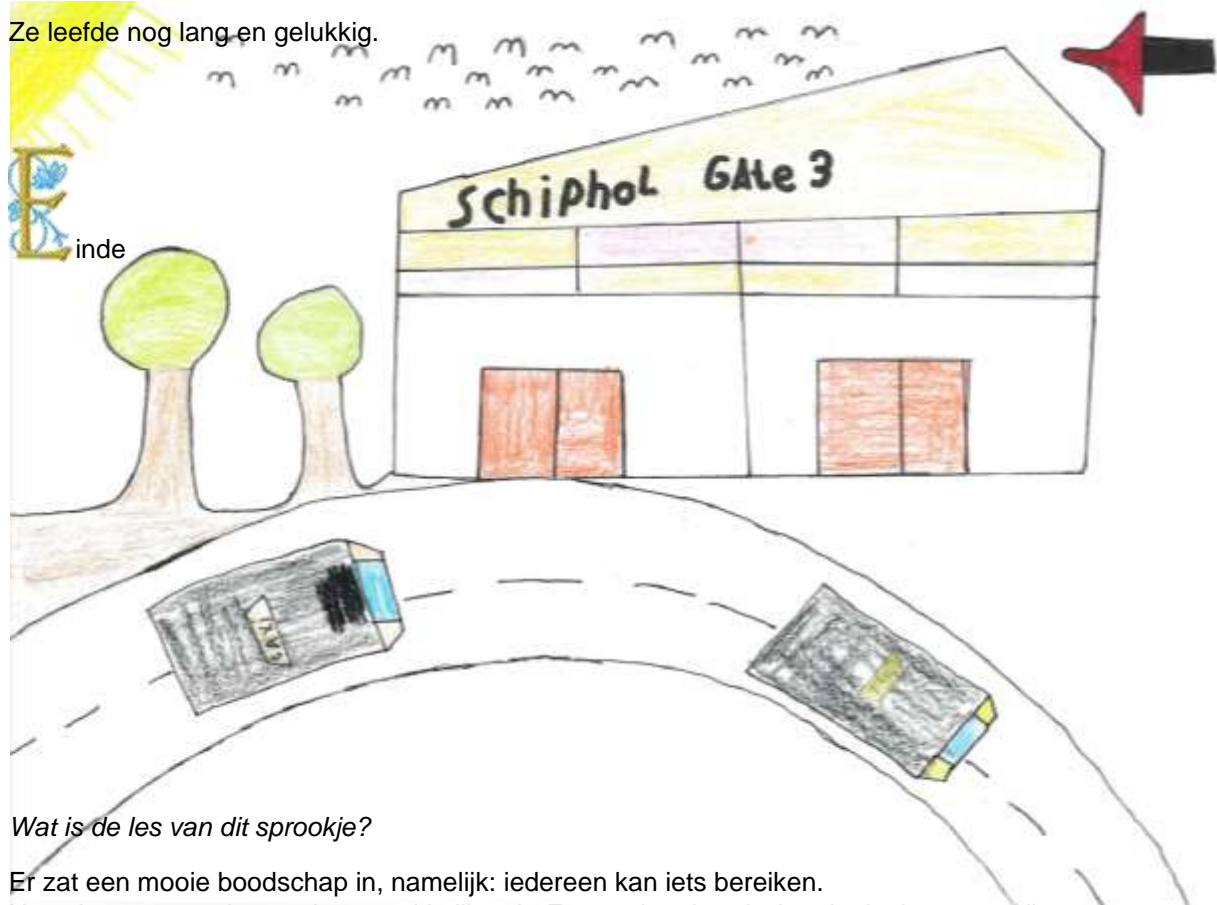 Ze leefde nog lang en gelukkig.
SchiphoL GAte 3
Einde
TAXI
Wat is de les van dit sprookje?
Er zat een mooie boodschap in, namelijk: iedereen kan iets bereiken.